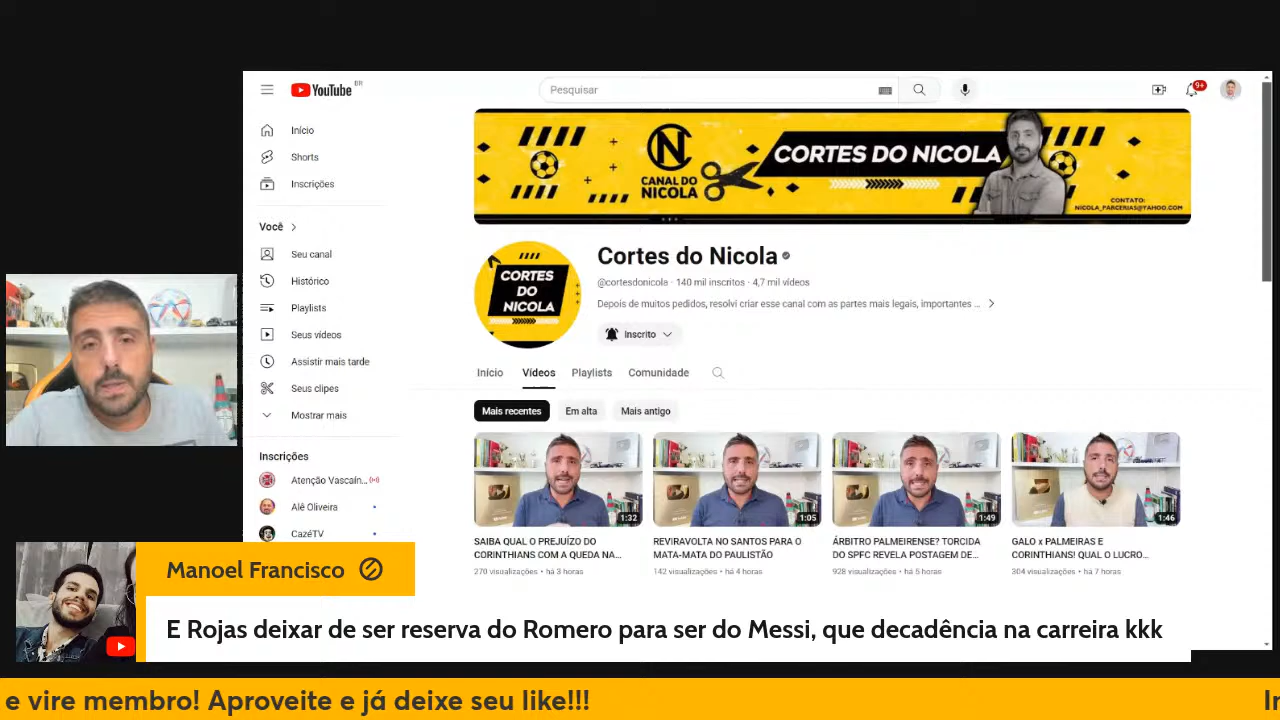 YouTube BR
Pesquisar
9+
Início
Shorts
Inscrições
Você
Seu canal
Histórico
Playlists
Seus vídeos
Assistir mais tarde
Seus clipes
Mostrar mais
Inscrições
Atenção Vascaín...
Alê Oliveira
CazéTV
CANAL DO
NICOLA
CORTES DO NICOLA
CONTATO:
NICOLA_PARCERIAS@YAHOO.COM
CORTES
DO
NICOLA
Cortes do Nicola
@cortesdonicola · 140 mil inscritos · 4,7 mil vídeos
Depois de muitos pedidos, resolvi criar esse canal com as partes mais legais, importantes ...
Inscrito
Início Vídeos Playlists Comunidade
Mais recentes Em alta Mais antigo
1:32
SAIBA QUAL O PREJUÍZO DO
CORINTHIANS COM A QUEDA NA...
270 visualizações • há 3 horas
1:05
REVIRAVOLTA NO SANTOS PARA O
MATA-MATA DO PAULISTÃO
142 visualizações • há 4 horas
1:49
ÁRBITRO PALMEIRENSE? TORCIDA
DO SPFC REVELA POSTAGEM DE...
928 visualizações • há 5 horas
1:46
GALO x PALMEIRAS E
CORINTHIANS! QUAL O LUCRO...
304 visualizações • há 7 horas
Manoel Francisco
E Rojas deixar de ser reserva do Romero para ser do Messi, que decadência na carreira kkk
e vire membro! Aproveite e já deixe seu like!!!